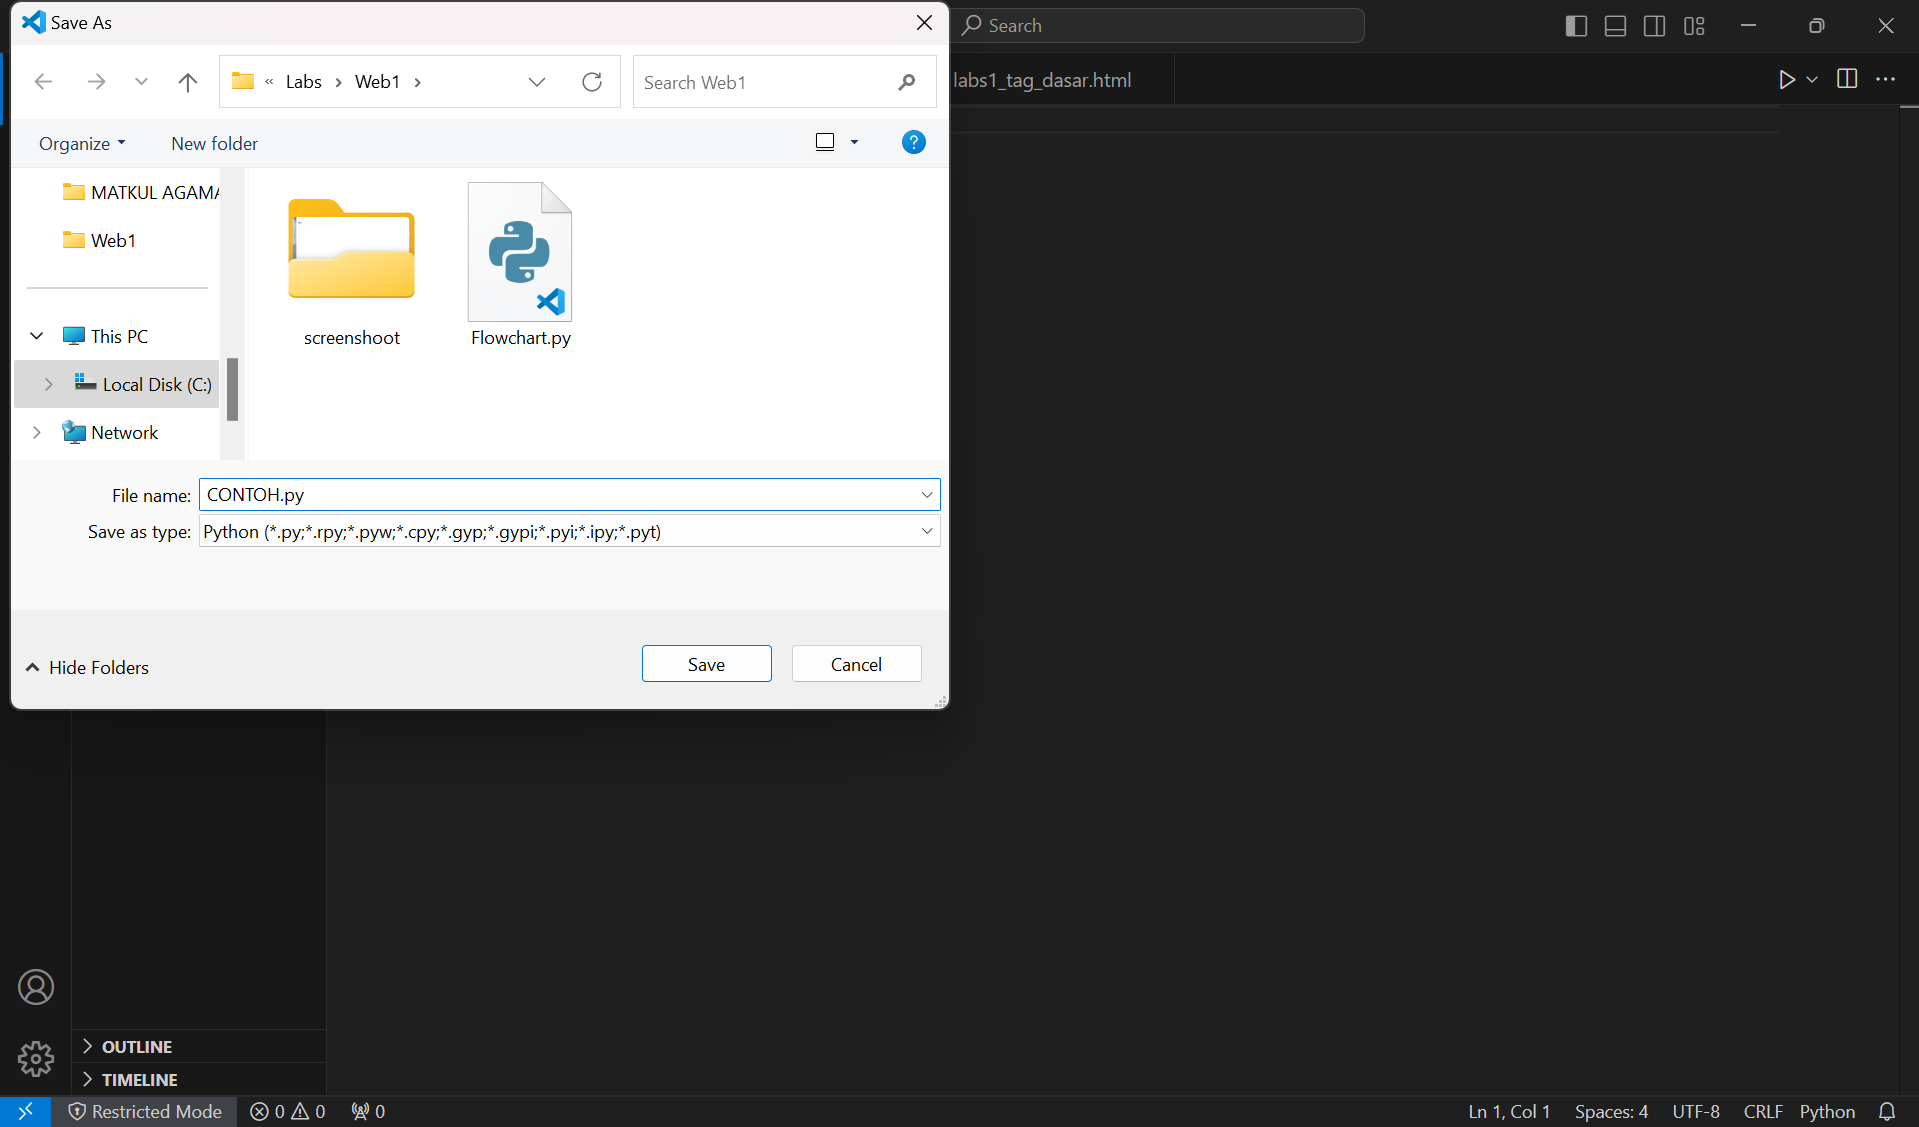 Save As
Search
« Labs › Web1 ›
Search Web1
labs1_tag_dasar.html
Organize
New folder
?
MATKUL AGAMA
Web1
screenshoot
Flowchart.py
This PC
Local Disk (C:)
Network
File name: CONTOH.py
Save as type: Python (*.py;*.rpy;*.pyw;*.cpy;*.gyp;*.gypi;*.pyi;*.ipy;*.pyt)
Hide Folders
Save
Cancel
OUTLINE
TIMELINE
Restricted Mode 0 0 0 Ln 1, Col 1 Spaces: 4 UTF-8 CRLF Python